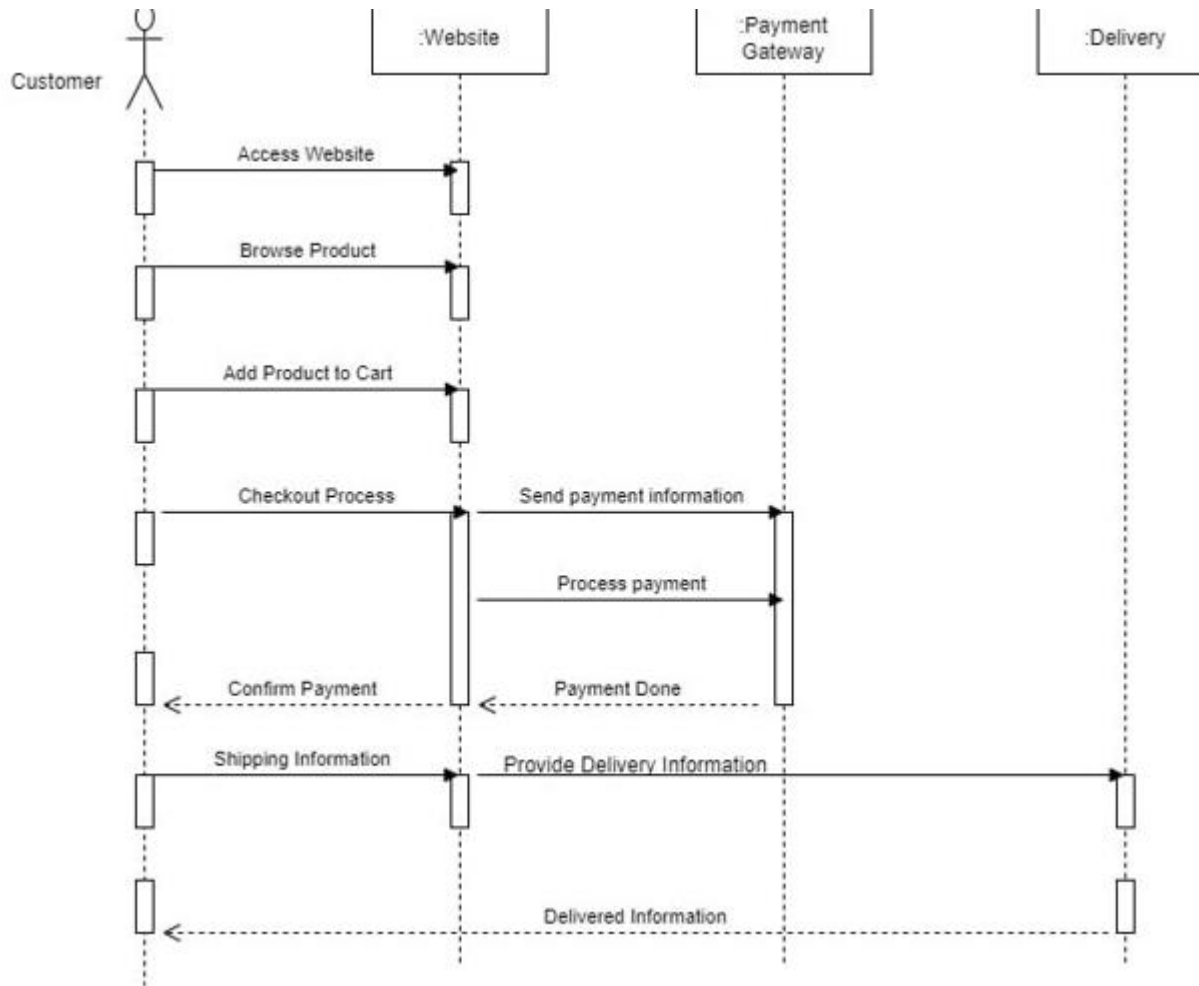 :Website
:Payment
Gateway
:Delivery
Customer
Access Website
Browse Product
Add Product to Cart
Checkout Process
Send payment information
Process payment
Confirm Payment
Payment Done
Shipping Information
Provide Delivery Information
Delivered Information